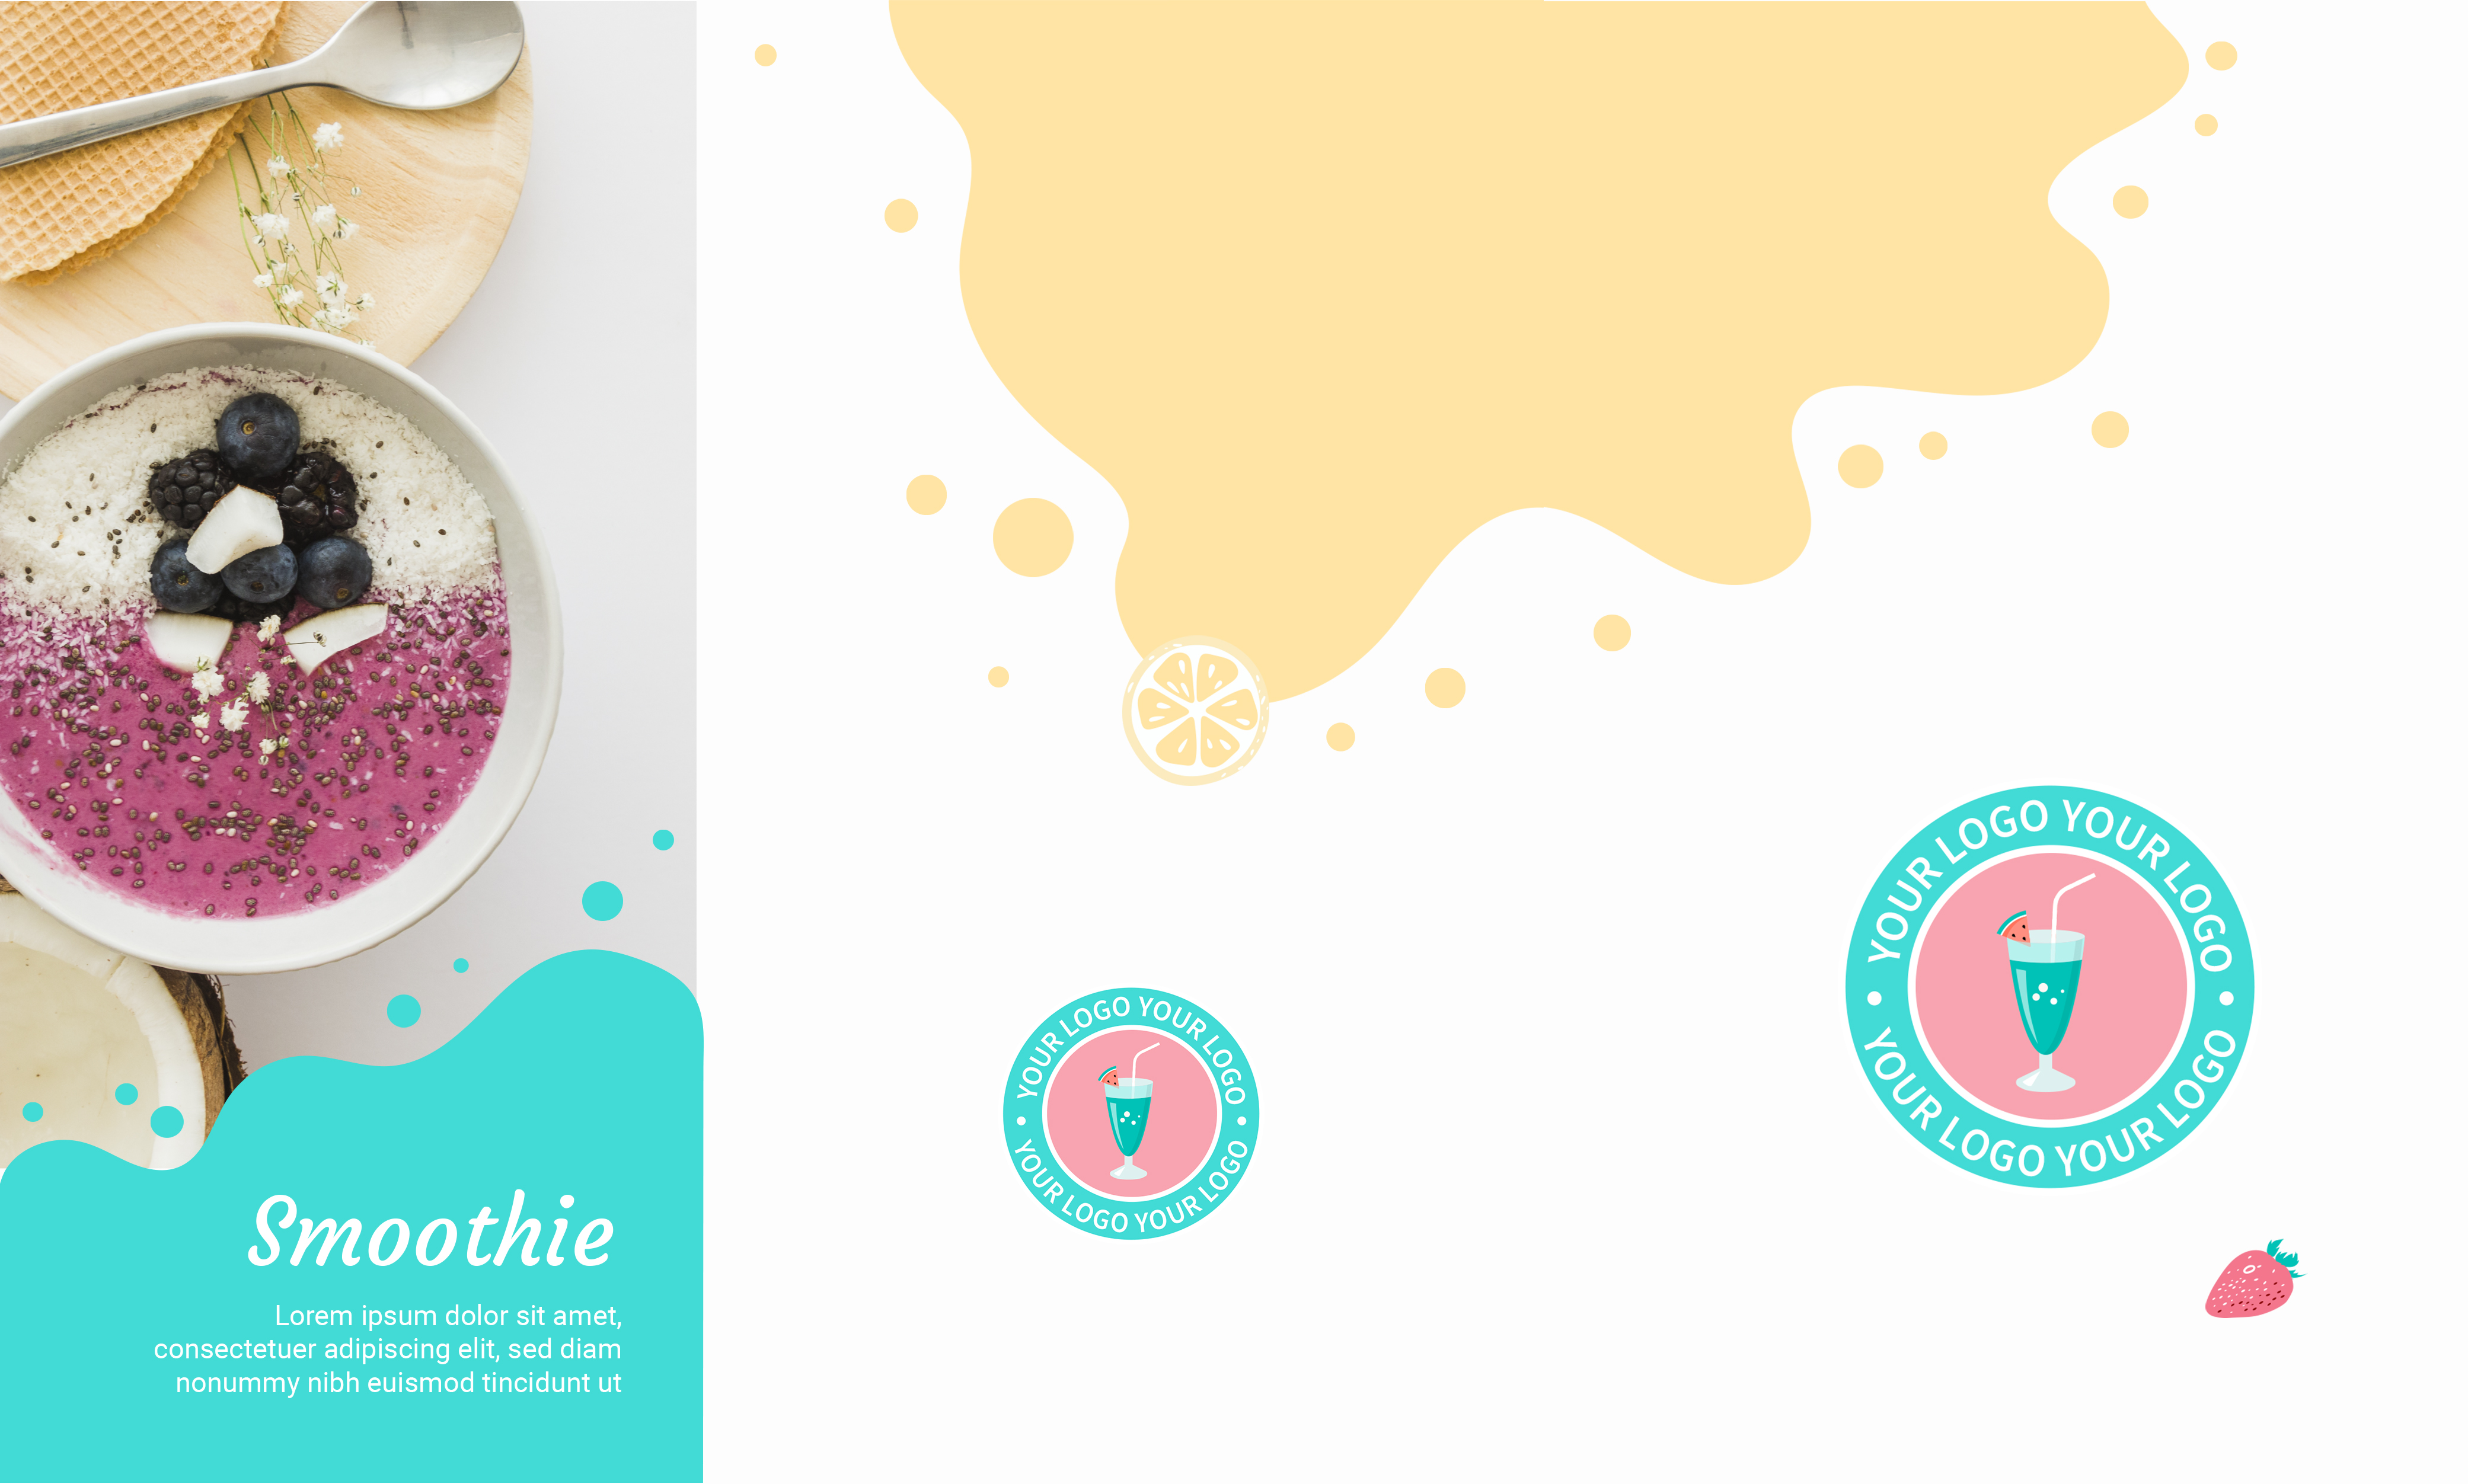 Smoothie
Lorem ipsum dolor sit amet,
consectetuer adipiscing elit, sed diam
nonummy nibh euismod tincidunt ut
YOUR LOGO YOUR LOGO
YOUR LOGO YOUR LOGO
YOUR LOGO YOUR LOGO
YOUR LOGO YOUR LOGO